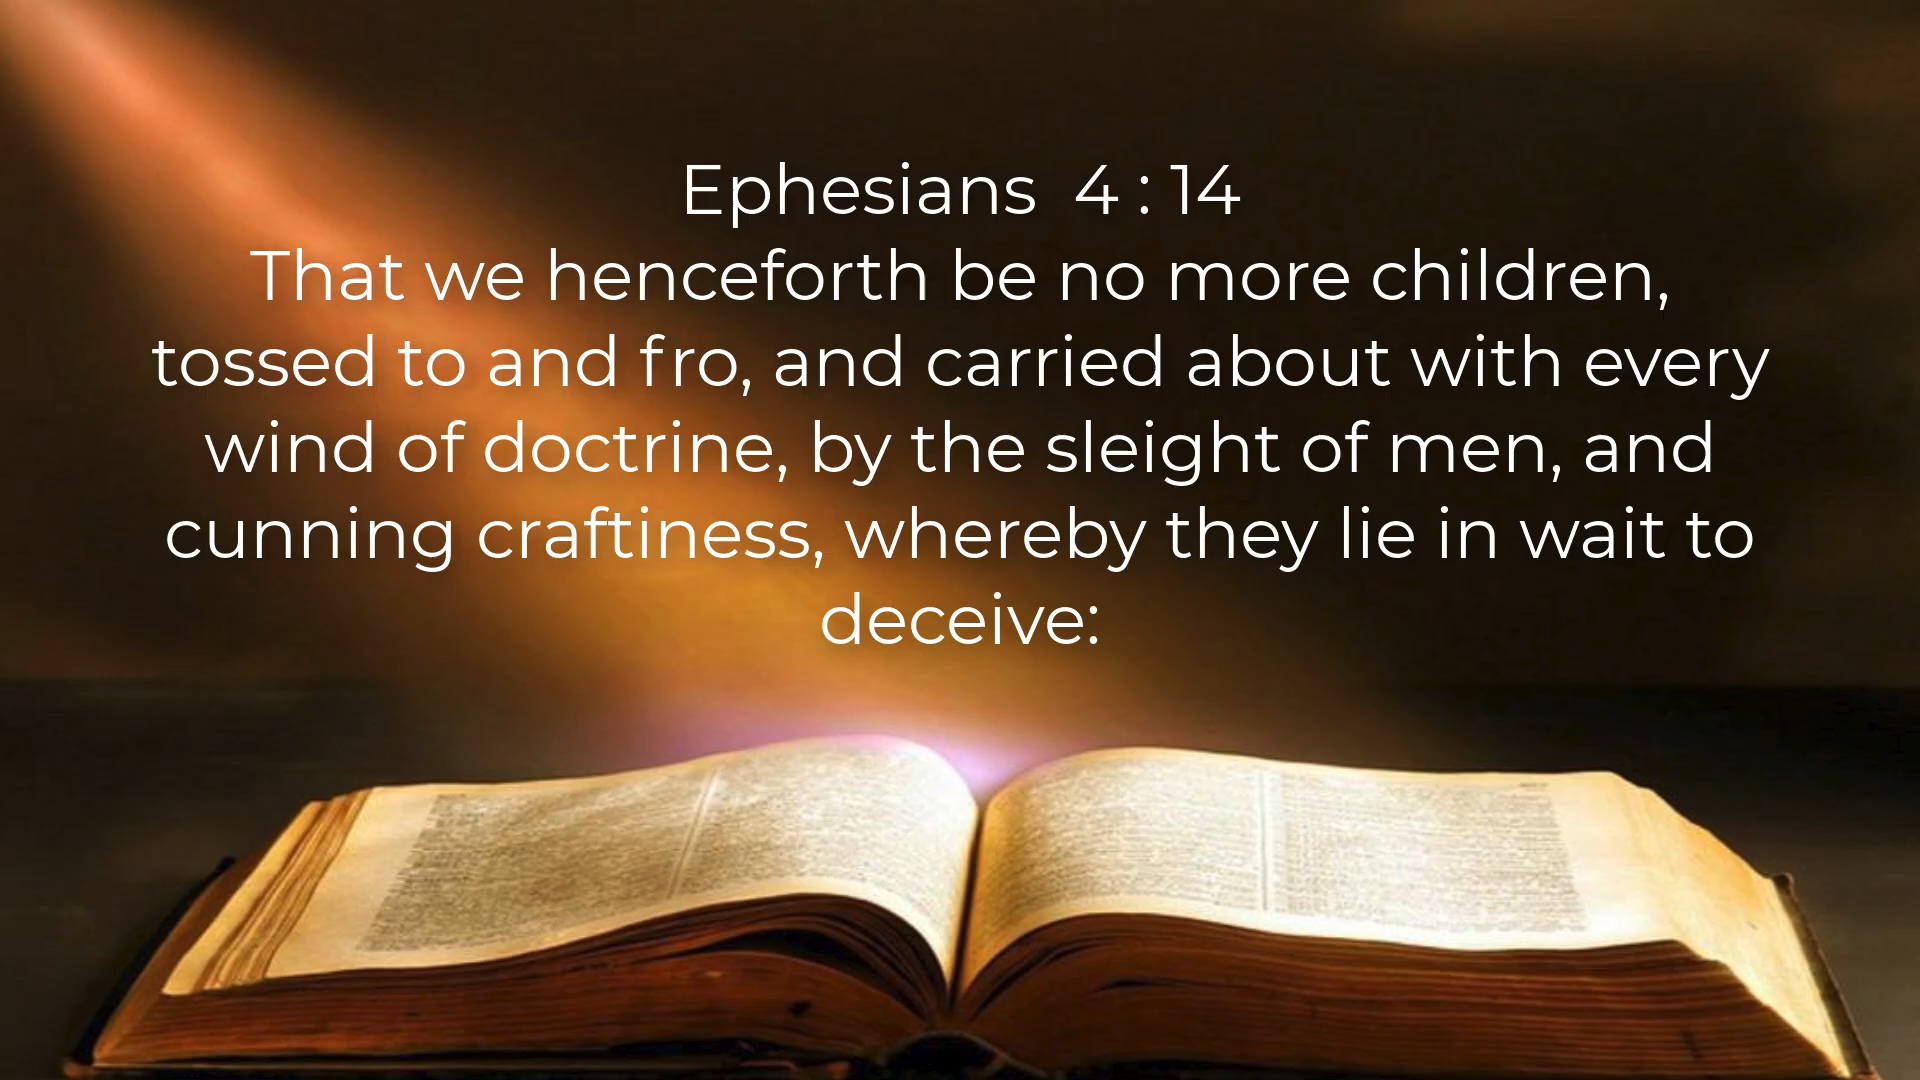 Ephesians  4 : 14
That we henceforth be no more children,
tossed to and fro, and carried about with every
wind of doctrine, by the sleight of men, and
cunning craftiness, whereby they lie in wait to
deceive: